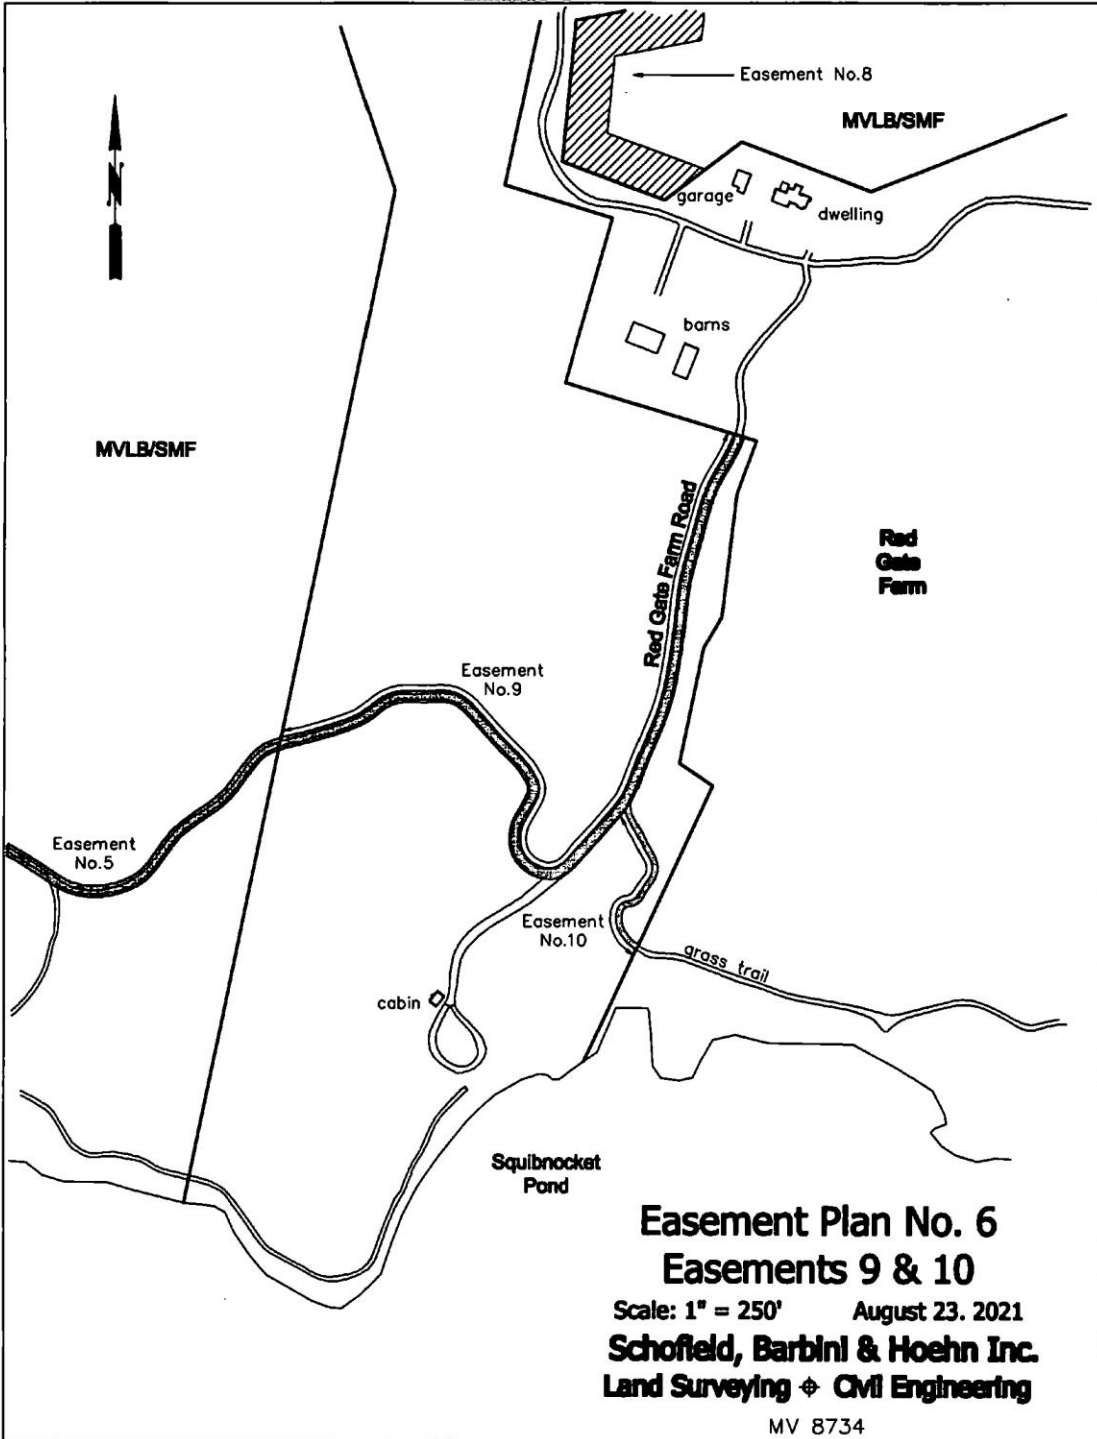 Easement No.8
MVLB/SMF
N
garage
dwelling
barns
MVLB/SMF
Red Gate Farm Road
Red
Gate
Farm
Easement
No.9
Easement
No.5
Easement
No.10
grass trail
cabin
Squibnocket
Pond
Easement Plan No. 6
Easements 9 & 10
Scale: 1" = 250' August 23. 2021
Schofield, Barbini & Hoehn Inc.
Land Surveying ⌖ Civil Engineering
MV 8734